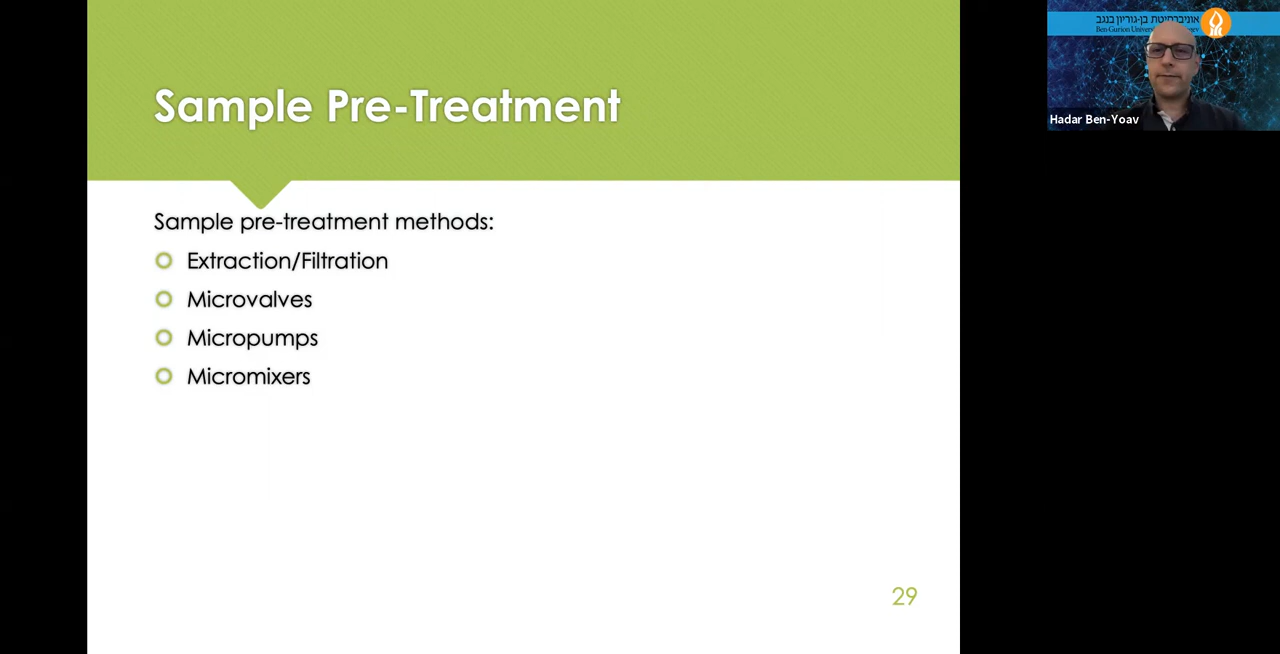 Sample Pre-Treatment
Sample pre-treatment methods:
Extraction/Filtration
Microvalves
Micropumps
Micromixers
29
אוניברסיטת בן-גוריון בנגב
Ben-Gurion
Hadar Ben-Yoav